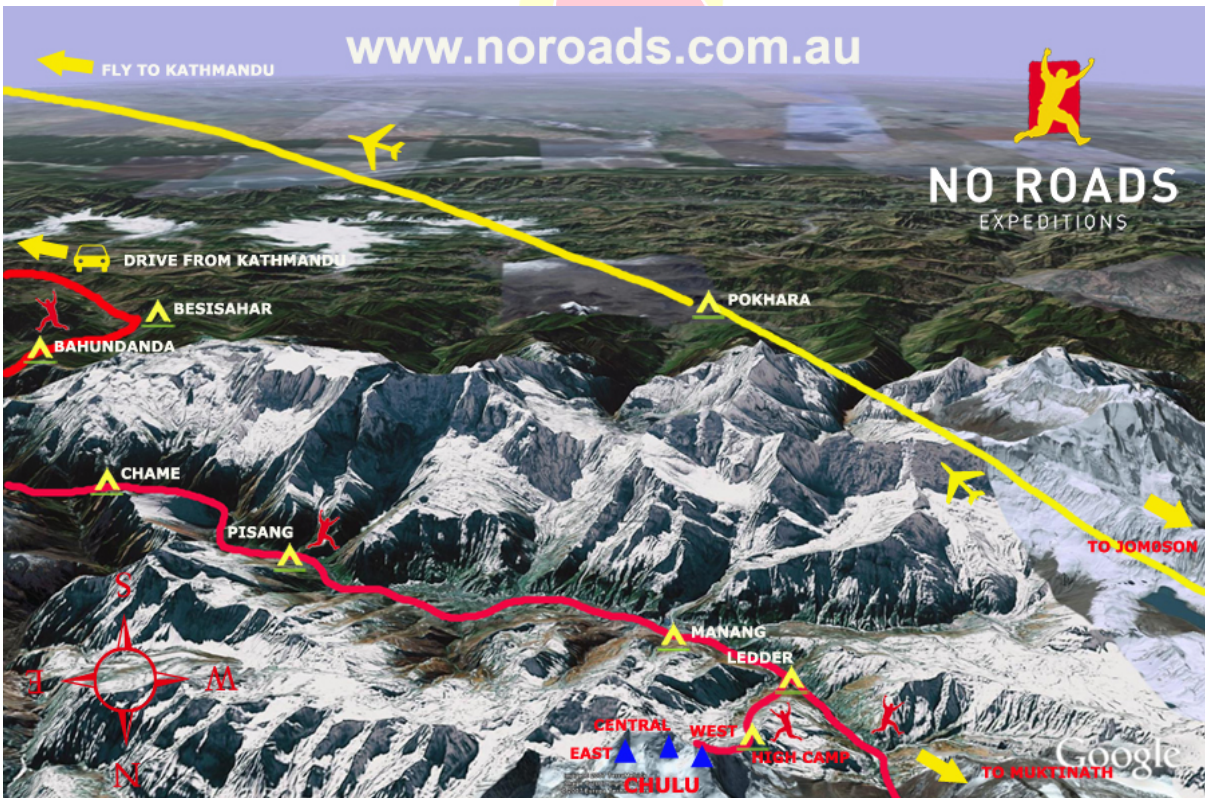 www.noroads.com.au
FLY TO KATHMANDU
NO ROADS
EXPEDITIONS
DRIVE FROM KATHMANDU
BESISAHAR
POKHARA
BAHUNDANDA
CHAME
PISANG
TO JOM0SON
S
E
W
N
MANANG
LEDDER
CENTRAL
WEST
EAST
HIGH CAMP
CHULU
Google
TO MUKTINATH